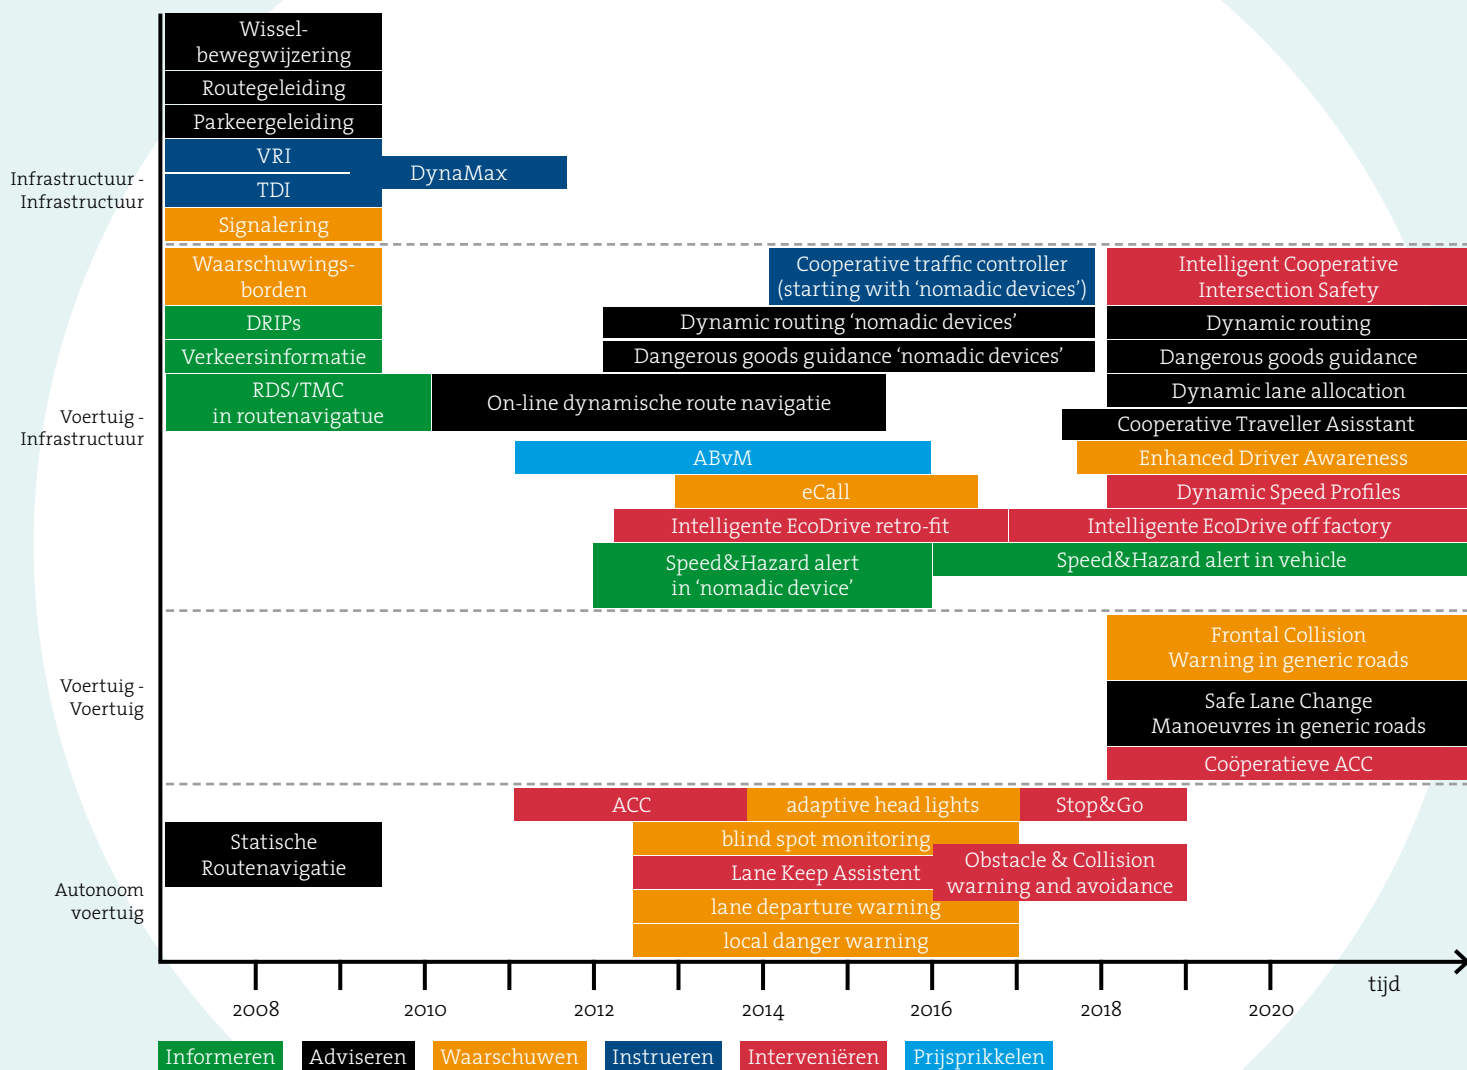 Wissel-
bewegwijzering
Routegeleiding
Parkeergeleiding
VRI
DynaMax
TDI
Signalering
Infrastructuur -
Infrastructuur
Waarschuwings-
borden
DRIPs
Verkeersinformatie
RDS/TMC
in routenavigatue
On-line dynamische route navigatie
Cooperative traffic controller
(starting with ‘nomadic devices’)
Dynamic routing ‘nomadic devices’
Dangerous goods guidance ‘nomadic devices’
Intelligent Cooperative
Intersection Safety
Dynamic routing
Dangerous goods guidance
Dynamic lane allocation
Cooperative Traveller Asisstant
Voertuig -
Infrastructuur
ABvM
Enhanced Driver Awareness
eCall
Dynamic Speed Profiles
Intelligente EcoDrive retro-fit
Intelligente EcoDrive off factory
Speed&Hazard alert
in ‘nomadic device’
Speed&Hazard alert in vehicle
Voertuig -
Voertuig
Frontal Collision
Warning in generic roads
Safe Lane Change
Manoeuvres in generic roads
Coöperatieve ACC
Autonoom
voertuig
Statische
Routenavigatie
ACC
adaptive head lights
Stop&Go
blind spot monitoring
Lane Keep Assistent
Obstacle & Collision
warning and avoidance
lane departure warning
local danger warning
tijd
2008
2010
2012
2014
2016
2018
2020
Informeren
Adviseren
Waarschuwen
Instrueren
Interveniëren
Prijsprikkelen